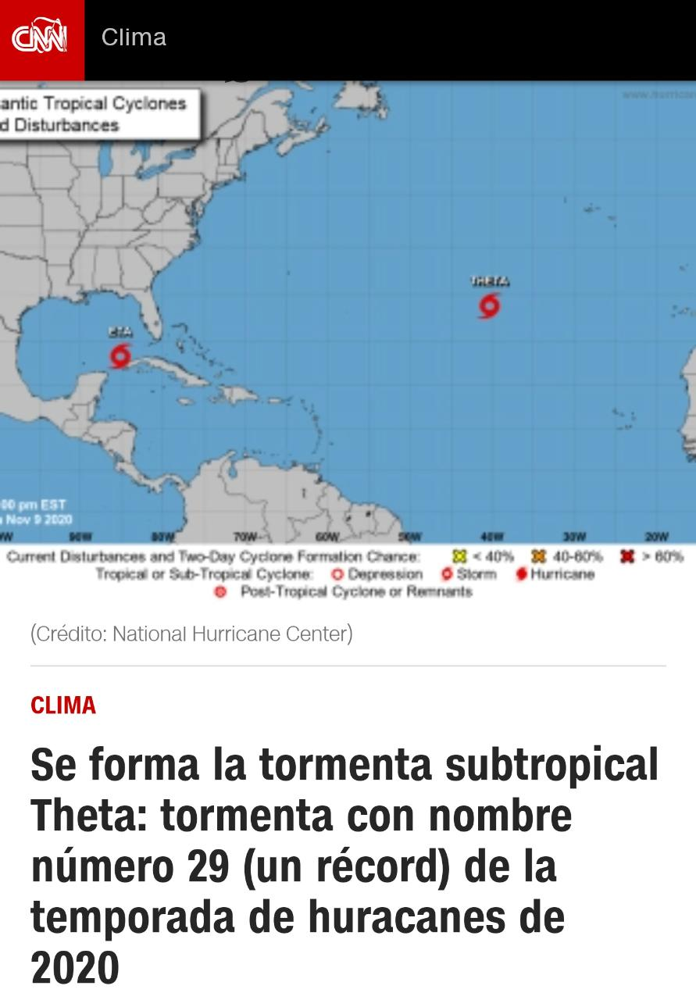 CNN Clima
antic Tropical Cyclones
d Disturbances
THETA
ETA
00 pm EST
Nov 9 2020
90W 80W 70W 60W 50W 40W 30W 20W
Current Disturbances and Two-Day Cyclone Formation Chance: < 40% 40-60% > 60%
Tropical or Sub-Tropical Cyclone: Depression Storm Hurricane
Post-Tropical Cyclone or Remnants
(Crédito: National Hurricane Center)
CLIMA
Se forma la tormenta subtropical
Theta: tormenta con nombre
número 29 (un récord) de la
temporada de huracanes de
2020